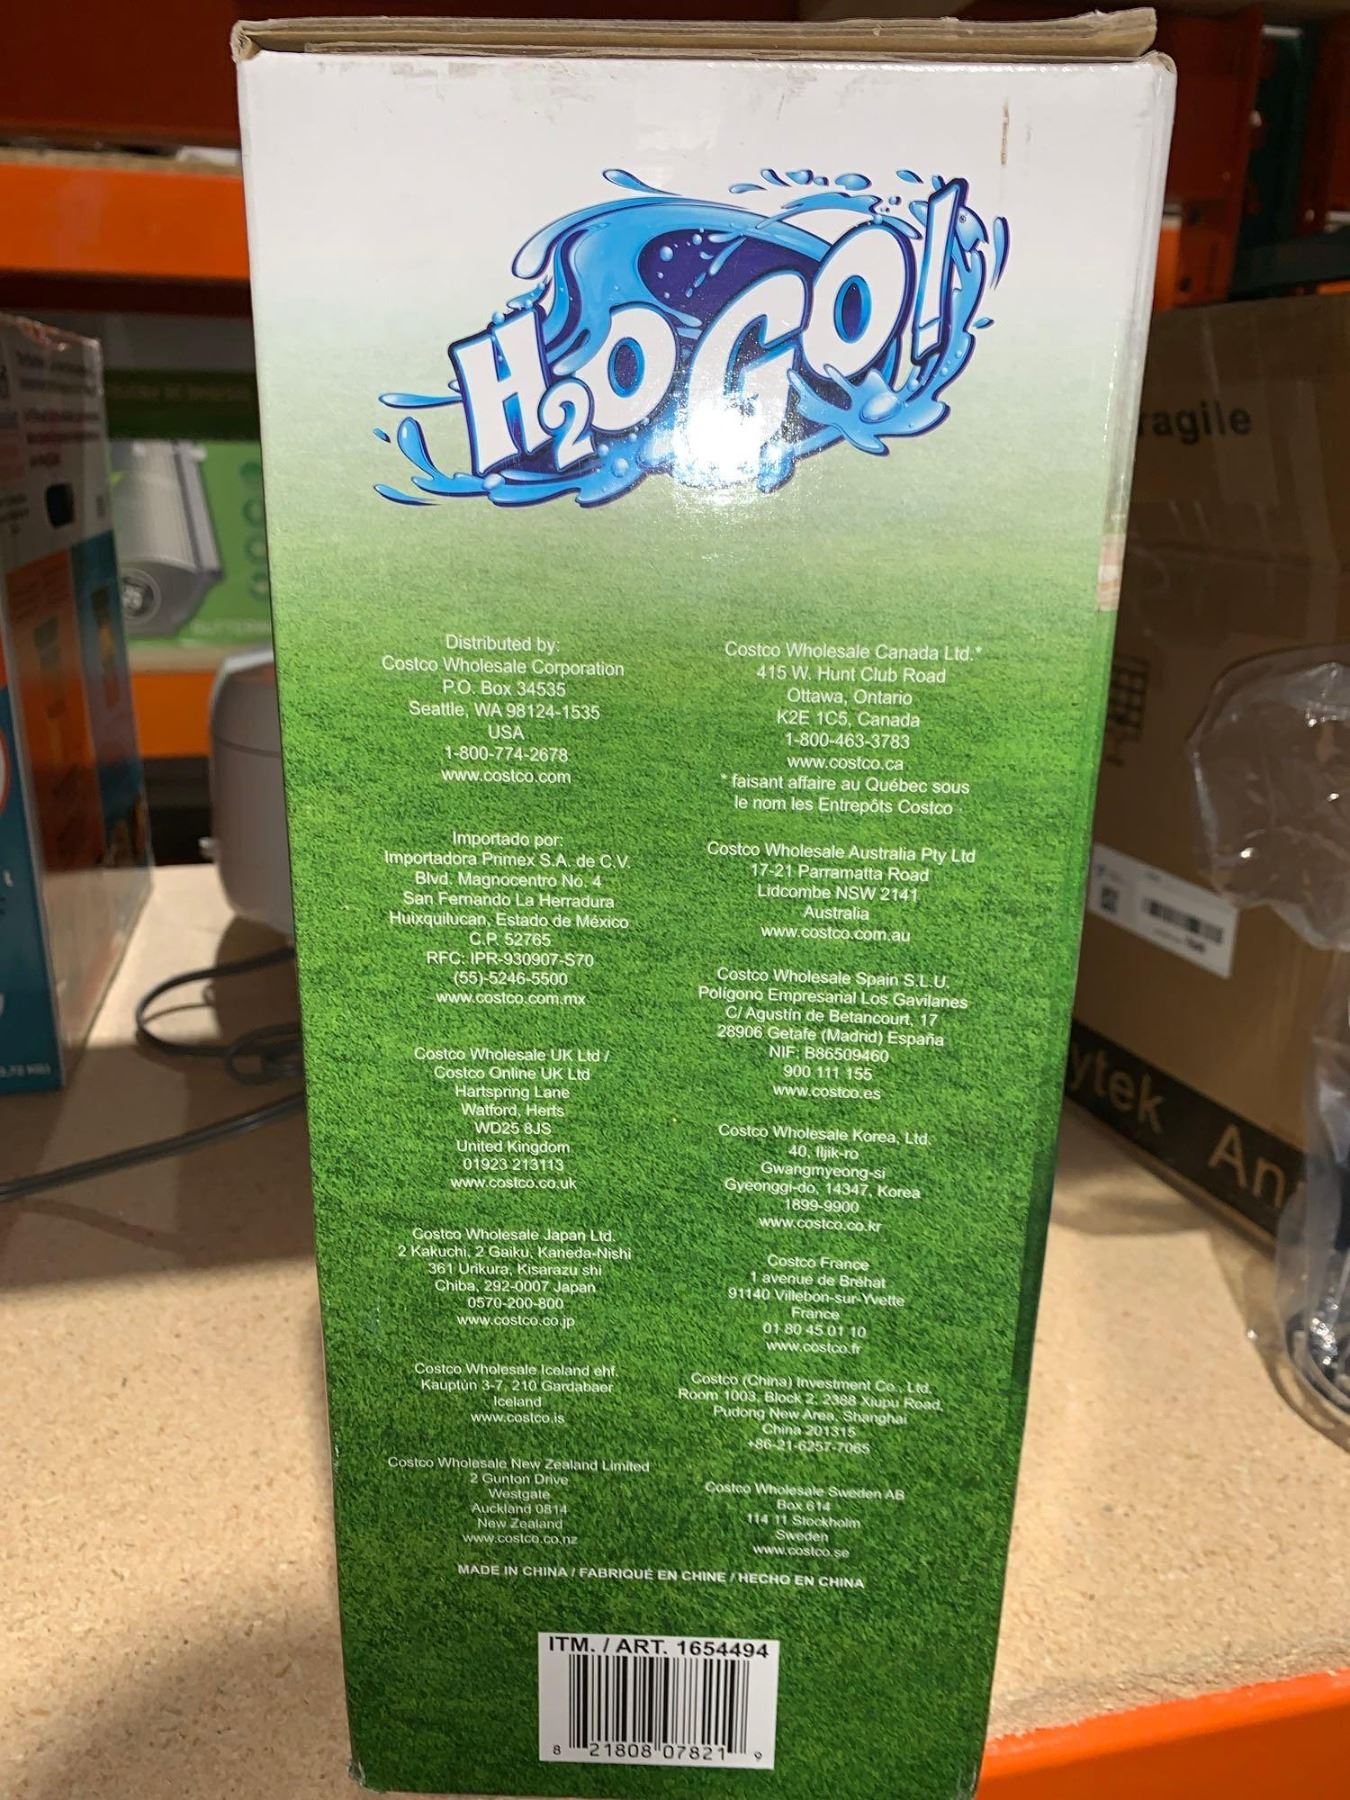 H2OGO!
Distributed by:
Costco Wholesale Corporation
P.O. Box 34535
Seattle, WA 98124-1535
USA
1-800-774-2678
www.costco.com
Importado por:
Importadora Primex S.A. de C.V.
Blvd. Magnocentro No. 4
San Fernando La Herradura
Huixquilucan, Estado de México
C.P. 52765
RFC: IPR-930907-S70
(55)-5246-5500
www.costco.com.mx
Costco Wholesale UK Ltd /
Costco Online UK Ltd
Hartspring Lane
Watford, Herts
WD25 8JS
United Kingdom
01923 213113
www.costco.co.uk
Costco Wholesale Japan Ltd.
2 Kakuchi, 2 Gaiku, Kaneda-Nishi
361 Urikura, Kisarazu shi
Chiba, 292-0007 Japan
0570-200-800
www.costco.co.jp
Costco Wholesale Iceland ehf.
Kauptún 3-7, 210 Gardabaer
Iceland
www.costco.is
Costco Wholesale New Zealand Limited
2 Gunton Drive
Westgate
Auckland 0814
New Zealand
www.costco.co.nz
Costco Wholesale Canada Ltd.*
415 W. Hunt Club Road
Ottawa, Ontario
K2E 1C5, Canada
1-800-463-3783
www.costco.ca
* faisant affaire au Québec sous
le nom les Entrepôts Costco
Costco Wholesale Australia Pty Ltd
17-21 Parramatta Road
Lidcombe NSW 2141
Australia
www.costco.com.au
Costco Wholesale Spain S.L.U.
Polígono Empresarial Los Gavilanes
C/ Agustín de Betancourt, 17
28906 Getafe (Madrid) España
NIF: B86509460
900 111 155
www.costco.es
Costco Wholesale Korea, Ltd.
40, Iljik-ro
Gwangmyeong-si
Gyeonggi-do, 14347, Korea
1899-9900
www.costco.co.kr
Costco France
1 avenue de Bréhat
91140 Villebon-sur-Yvette
France
01 80 45 01 10
www.costco.fr
Costco (China) Investment Co., Ltd.
Room 1003, Block 2, 2388 Xiupu Road,
Pudong New Area, Shanghai
China 201315
+86-21-6257-7065
Costco Wholesale Sweden AB
Box 614
114 11 Stockholm
Sweden
www.costco.se
MADE IN CHINA / FABRIQUÉ EN CHINE / HECHO EN CHINA
ITM. / ART. 1654494
8 21808 07821 9
ragile
ytek An